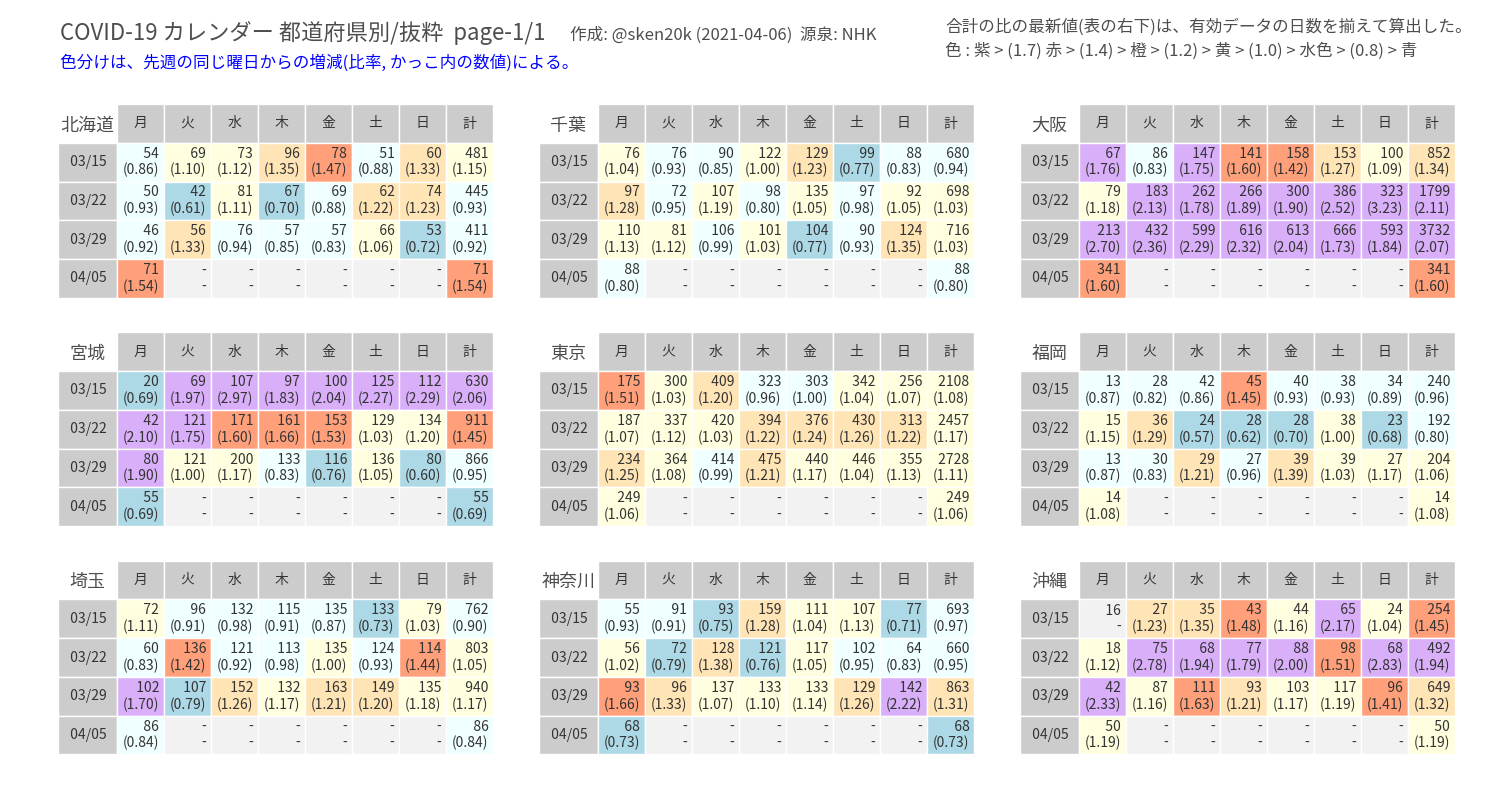 COVID-19 カレンダー 都道府県別/抜粋 page-1/1 作成: @sken20k (2021-04-06) 源泉: NHK
色分けは、先週の同じ曜日からの増減(比率, かっこ内の数値)による。
合計の比の最新値(表の右下)は、有効データの日数を揃えて算出した。
色 : 紫 > (1.7) 赤 > (1.4) 橙 > (1.2) > 黄 > (1.0) > 水色 > (0.8) > 青
北海道 月 火 水 木 金 土 日 計
03/15 54 69 73 96 78 51 60 481
(0.86) (1.10) (1.12) (1.35) (1.47) (0.88) (1.33) (1.15)
03/22 50 42 81 67 69 62 74 445
(0.93) (0.61) (1.11) (0.70) (0.88) (1.22) (1.23) (0.93)
03/29 46 56 76 57 57 66 53 411
(0.92) (1.33) (0.94) (0.85) (0.83) (1.06) (0.72) (0.92)
04/05 71 - - - - - - 71
(1.54) - - - - - - (1.54)
千葉 月 火 水 木 金 土 日 計
03/15 76 76 90 122 129 99 88 680
(1.04) (0.93) (0.85) (1.00) (1.23) (0.77) (0.83) (0.94)
03/22 97 72 107 98 135 97 92 698
(1.28) (0.95) (1.19) (0.80) (1.05) (0.98) (1.05) (1.03)
03/29 110 81 106 101 104 90 124 716
(1.13) (1.12) (0.99) (1.03) (0.77) (0.93) (1.35) (1.03)
04/05 88 - - - - - - 88
(0.80) - - - - - - (0.80)
大阪 月 火 水 木 金 土 日 計
03/15 67 86 147 141 158 153 100 852
(1.76) (0.83) (1.75) (1.60) (1.42) (1.27) (1.09) (1.34)
03/22 79 183 262 266 300 386 323 1799
(1.18) (2.13) (1.78) (1.89) (1.90) (2.52) (3.23) (2.11)
03/29 213 432 599 616 613 666 593 3732
(2.70) (2.36) (2.29) (2.32) (2.04) (1.73) (1.84) (2.07)
04/05 341 - - - - - - 341
(1.60) - - - - - - (1.60)
宮城 月 火 水 木 金 土 日 計
03/15 20 69 107 97 100 125 112 630
(0.69) (1.97) (2.97) (1.83) (2.04) (2.27) (2.29) (2.06)
03/22 42 121 171 161 153 129 134 911
(2.10) (1.75) (1.60) (1.66) (1.53) (1.03) (1.20) (1.45)
03/29 80 121 200 133 116 136 80 866
(1.90) (1.00) (1.17) (0.83) (0.76) (1.05) (0.60) (0.95)
04/05 55 - - - - - - 55
(0.69) - - - - - - (0.69)
東京 月 火 水 木 金 土 日 計
03/15 175 300 409 323 303 342 256 2108
(1.51) (1.03) (1.20) (0.96) (1.00) (1.04) (1.07) (1.08)
03/22 187 337 420 394 376 430 313 2457
(1.07) (1.12) (1.03) (1.22) (1.24) (1.26) (1.22) (1.17)
03/29 234 364 414 475 440 446 355 2728
(1.25) (1.08) (0.99) (1.21) (1.17) (1.04) (1.13) (1.11)
04/05 249 - - - - - - 249
(1.06) - - - - - - (1.06)
福岡 月 火 水 木 金 土 日 計
03/15 13 28 42 45 40 38 34 240
(0.87) (0.82) (0.86) (1.45) (0.93) (0.93) (0.89) (0.96)
03/22 15 36 24 28 28 38 23 192
(1.15) (1.29) (0.57) (0.62) (0.70) (1.00) (0.68) (0.80)
03/29 13 30 29 27 39 39 27 204
(0.87) (0.83) (1.21) (0.96) (1.39) (1.03) (1.17) (1.06)
04/05 14 - - - - - - 14
(1.08) - - - - - - (1.08)
埼玉 月 火 水 木 金 土 日 計
03/15 72 96 132 115 135 133 79 762
(1.11) (0.91) (0.98) (0.91) (0.87) (0.73) (1.03) (0.90)
03/22 60 136 121 113 135 124 114 803
(0.83) (1.42) (0.92) (0.98) (1.00) (0.93) (1.44) (1.05)
03/29 102 107 152 132 163 149 135 940
(1.70) (0.79) (1.26) (1.17) (1.21) (1.20) (1.18) (1.17)
04/05 86 - - - - - - 86
(0.84) - - - - - - (0.84)
神奈川 月 火 水 木 金 土 日 計
03/15 55 91 93 159 111 107 77 693
(0.93) (0.91) (0.75) (1.28) (1.04) (1.13) (0.71) (0.97)
03/22 56 72 128 121 117 102 64 660
(1.02) (0.79) (1.38) (0.76) (1.05) (0.95) (0.83) (0.95)
03/29 93 96 137 133 133 129 142 863
(1.66) (1.33) (1.07) (1.10) (1.14) (1.26) (2.22) (1.31)
04/05 68 - - - - - - 68
(0.73) - - - - - - (0.73)
沖縄 月 火 水 木 金 土 日 計
03/15 16 27 35 43 44 65 24 254
- (1.23) (1.35) (1.48) (1.16) (2.17) (1.04) (1.45)
03/22 18 75 68 77 88 98 68 492
(1.12) (2.78) (1.94) (1.79) (2.00) (1.51) (2.83) (1.94)
03/29 42 87 111 93 103 117 96 649
(2.33) (1.16) (1.63) (1.21) (1.17) (1.19) (1.41) (1.32)
04/05 50 - - - - - - 50
(1.19) - - - - - - (1.19)